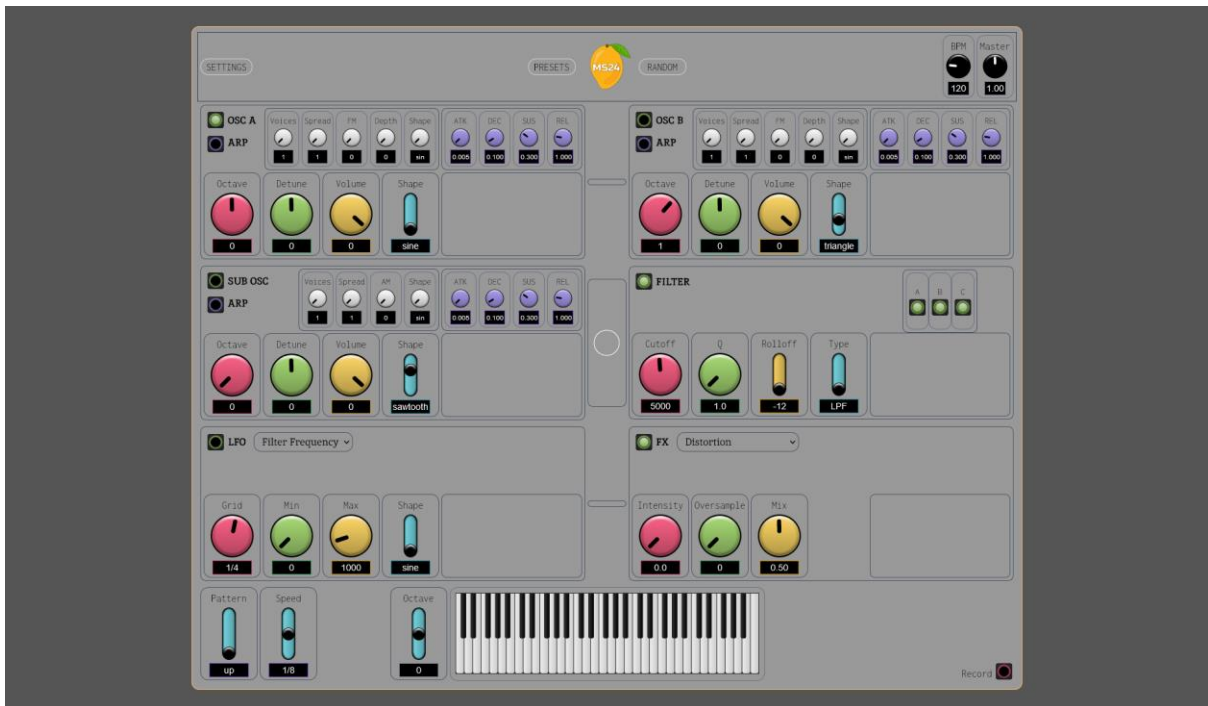 BPM Master
SETTINGS PRESETS MS24 RANDOM
120 1.00
OSC A Voices Spread FM Depth Shape ATK DEC SUS REL
ARP 1 1 0 0 sin 0.005 0.100 0.300 1.000
OSC B Voices Spread FM Depth Shape ATK DEC SUS REL
ARP 1 1 0 0 sin 0.005 0.100 0.300 1.000
Octave Detune Volume Shape
0 0 0 sine
Octave Detune Volume Shape
1 0 0 triangle
SUB OSC Voices Spread AM Shape ATK DEC SUS REL
ARP 1 1 0 sin 0.005 0.100 0.300 1.000
FILTER A B C
Octave Detune Volume Shape
0 0 0 sawtooth
Cutoff Q Rolloff Type
5000 1.0 -12 LPF
LFO Filter Frequency
FX Distortion
Grid Min Max Shape
1/4 0 1000 sine
Intensity Oversample Mix
0.0 0 0.50
Pattern Speed Octave
up 1/8 0
Record